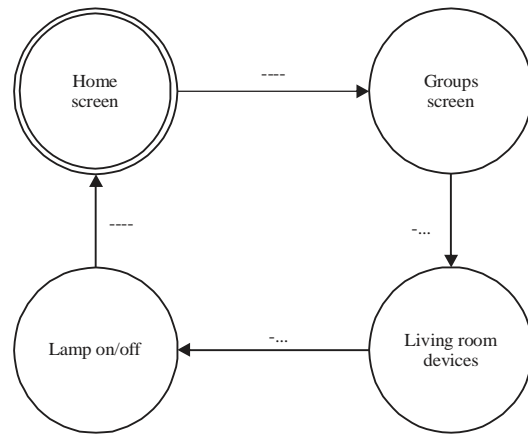 Home
screen
----
Groups
screen
-...
Living room
devices
-...
Lamp on/off
----